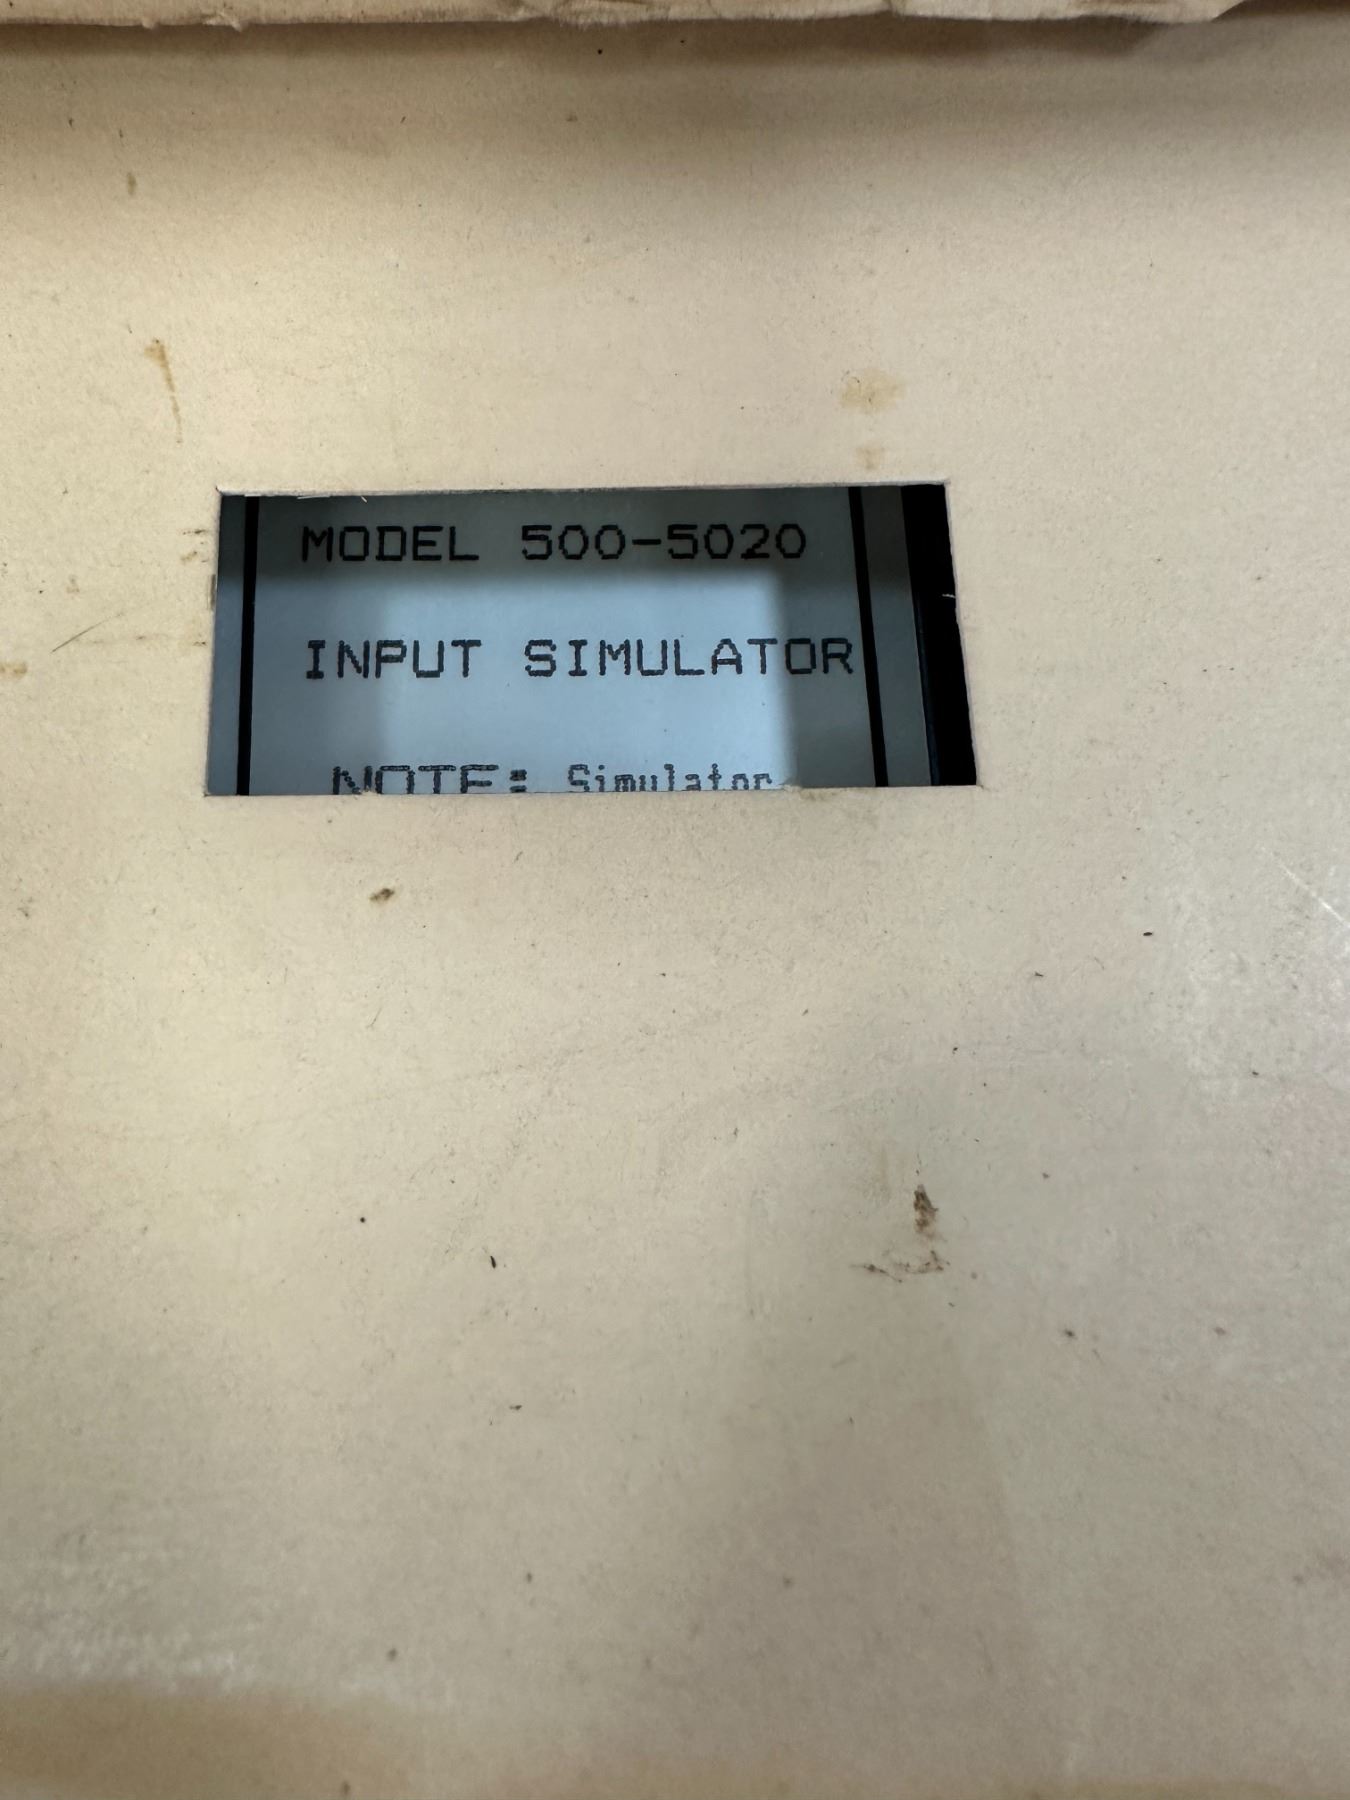 MODEL 500-5020
INPUT SIMULATOR
NOTE: Simulator